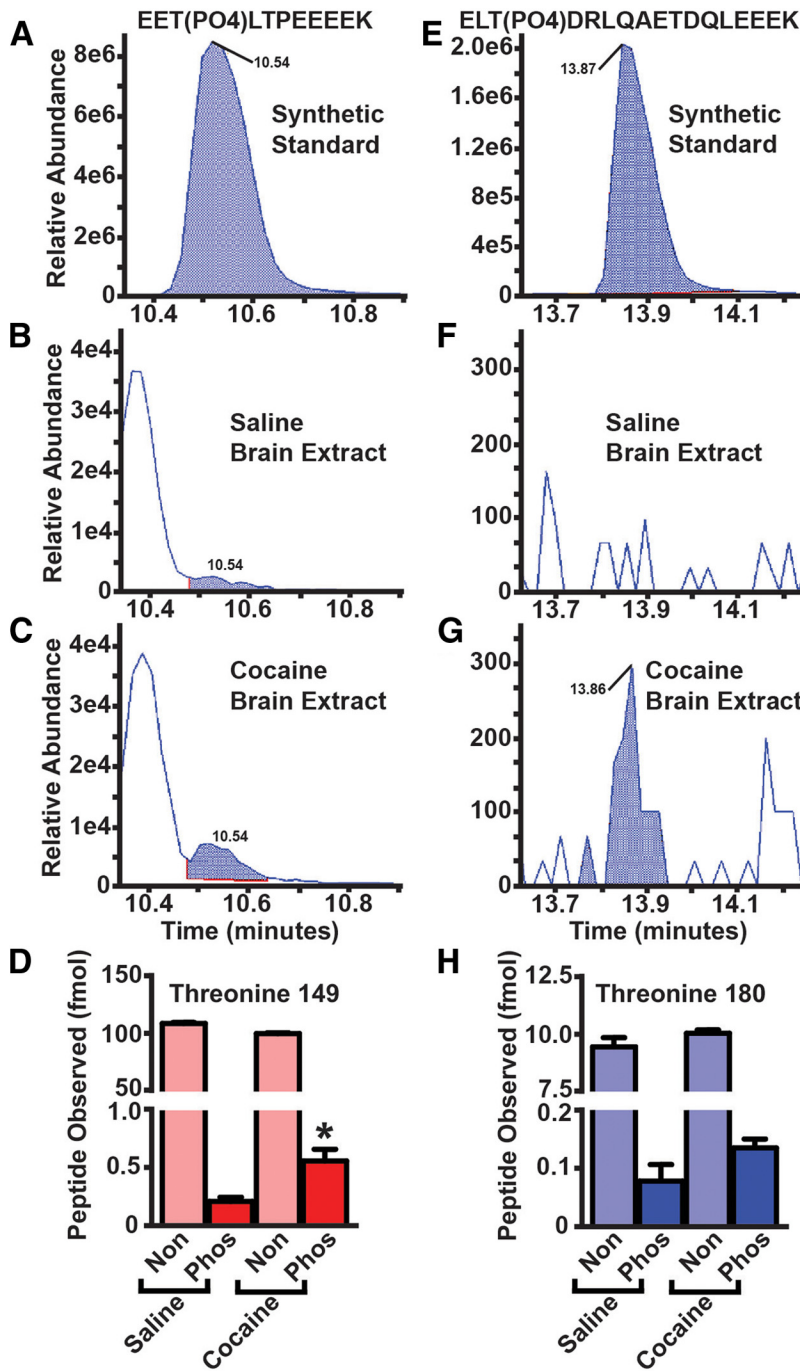 A
EET(PO4)LTPEEEEK
Relative Abundance
8e6
6e6
4e6
2e6
0
10.54
Synthetic
Standard
10.4 10.6 10.8
B
Relative Abundance
4e4
3e4
2e4
1e4
0
Saline
Brain Extract
10.54
10.4 10.6 10.8
C
Relative Abundance
4e4
3e4
2e4
1e4
0
Cocaine
Brain Extract
10.54
10.4 10.6 10.8
Time (minutes)
D
Peptide Observed (fmol)
150
100
50
1.0
0.5
0
Threonine 149
*
Non Phos Non Phos
Saline Cocaine
E
ELT(PO4)DRLQAETDQLEEEK
2.0e6
1.6e6
1.2e6
8e5
4e5
0
13.87
Synthetic
Standard
13.7 13.9 14.1
F
300
200
100
0
Saline
Brain Extract
13.7 13.9 14.1
G
300
200
100
0
13.86
Cocaine
Brain Extract
13.7 13.9 14.1
Time (minutes)
H
Peptide Observed (fmol)
12.5
10.0
7.5
0.2
0.1
0
Threonine 180
Non Phos Non Phos
Saline Cocaine